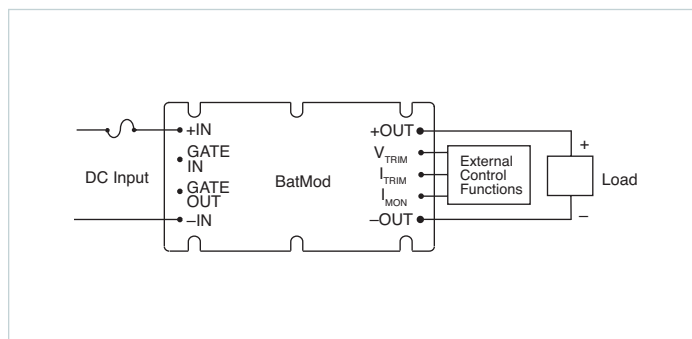 +IN
GATE
IN
GATE
OUT
–IN
DC Input
BatMod
+OUT
VTRIM
ITRIM
IMON
–OUT
External
Control
Functions
+
Load
–